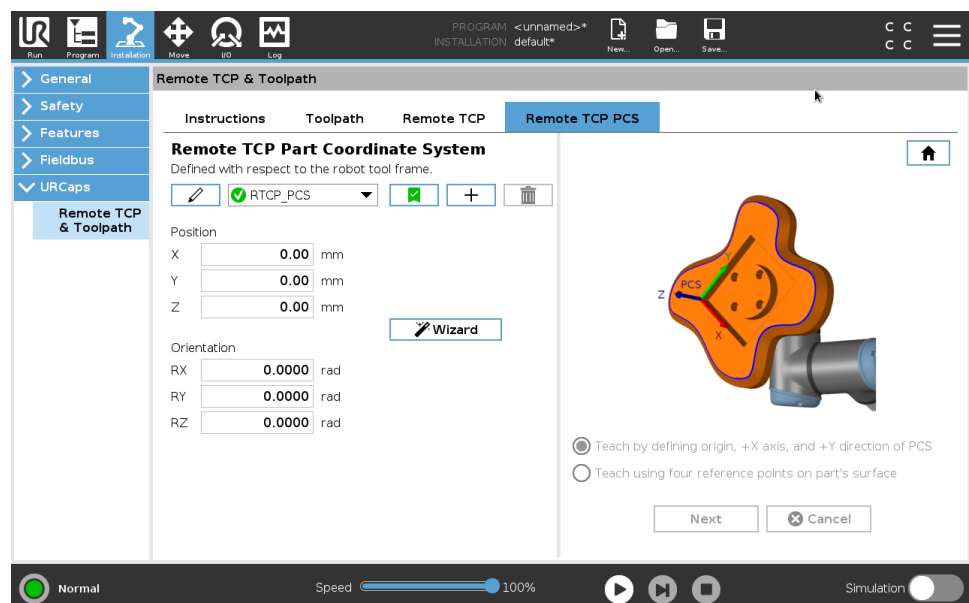 PROGRAM <unnamed>*
INSTALLATION default*
C C
C C
Run Program Installation Move I/O Log New... Open... Save...
General
Safety
Features
Fieldbus
URCaps
Remote TCP
& Toolpath
Remote TCP & Toolpath
Instructions Toolpath Remote TCP Remote TCP PCS
Remote TCP Part Coordinate System
Defined with respect to the robot tool frame.
RTCP_PCS
Position
X 0.00 mm
Y 0.00 mm
Z 0.00 mm
Wizard
Orientation
RX 0.0000 rad
RY 0.0000 rad
RZ 0.0000 rad
Y
PCS
Z
X
Teach by defining origin, +X axis, and +Y direction of PCS
Teach using four reference points on part's surface
Next Cancel
Normal Speed 100% Simulation